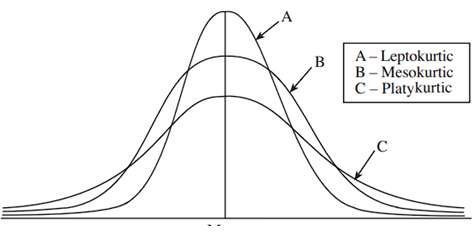 A
B
A – Leptokurtic
B – Mesokurtic
C – Platykurtic
C